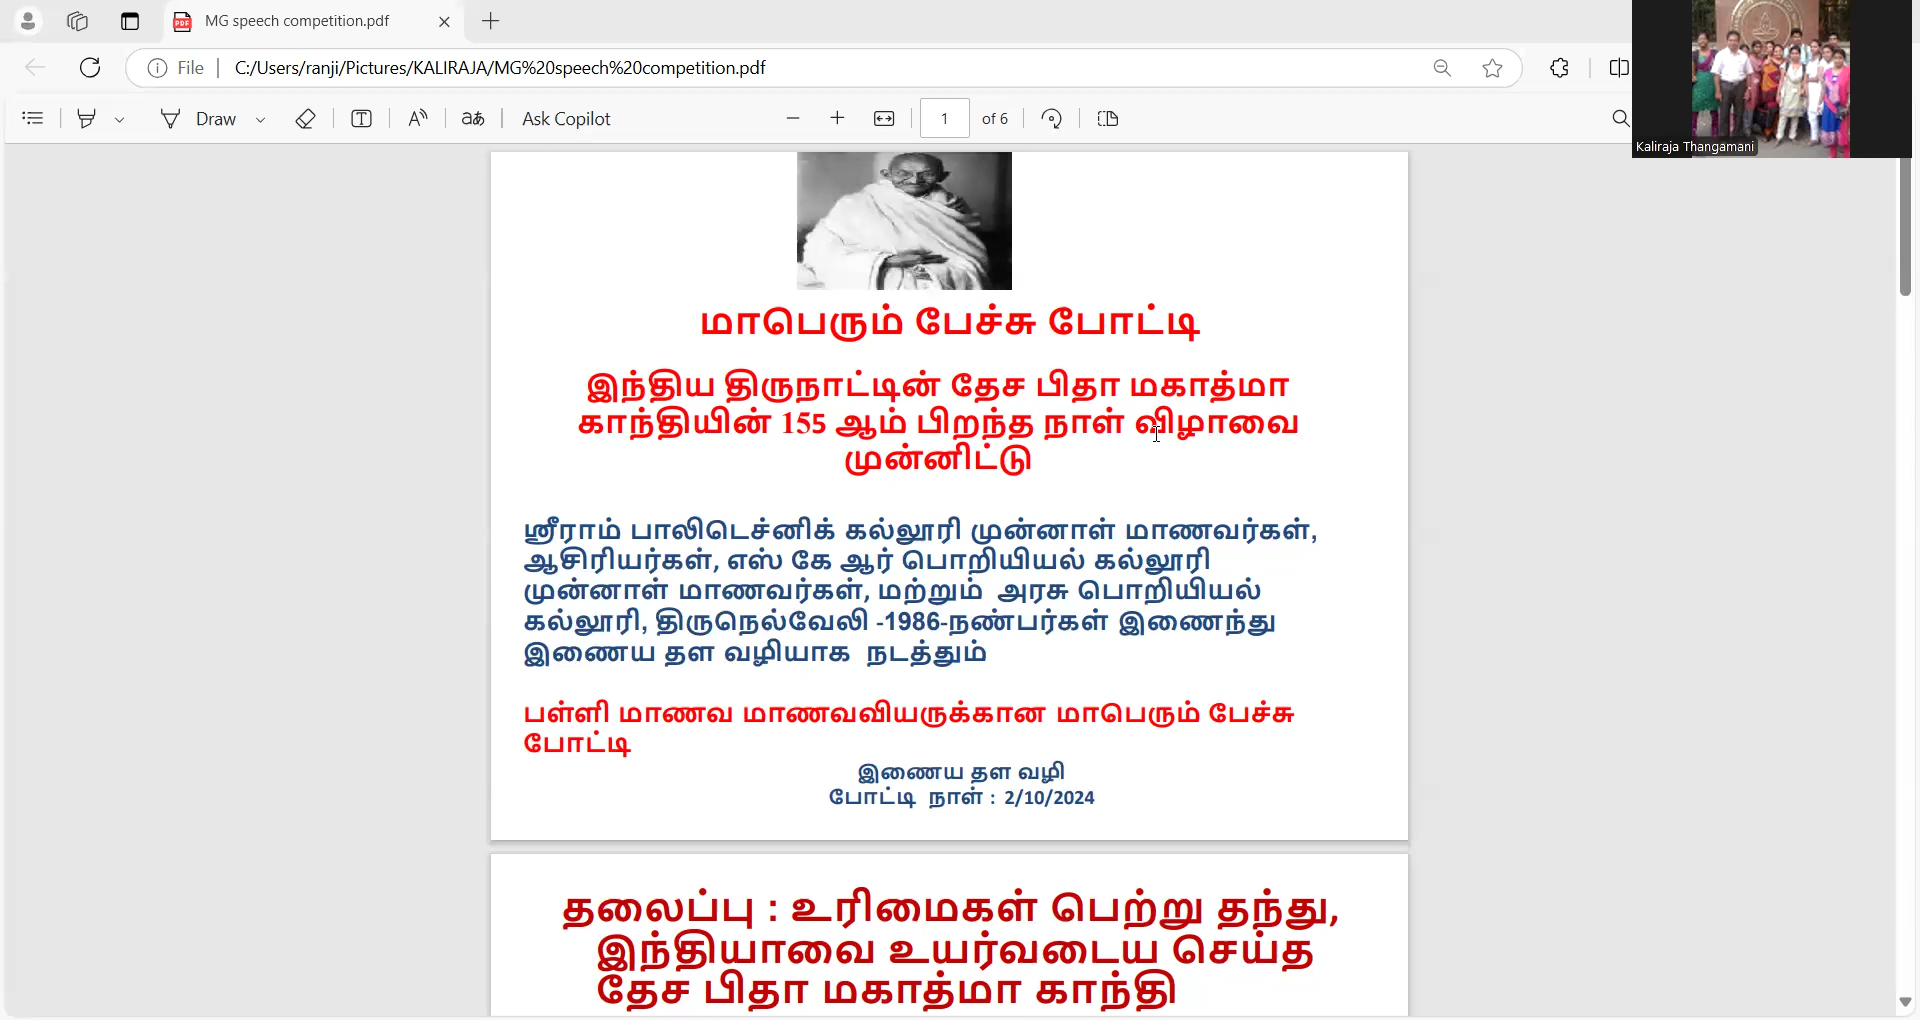 MG speech competition.pdf
File
C:/Users/ranji/Pictures/KALIRAJA/MG%20speech%20competition.pdf
Draw
Ask Copilot
1 of 6
Kaliraja Thangamani
மாபெரும் பேச்சு போட்டி
இந்திய திருநாட்டின் தேச பிதா மகாத்மா
காந்தியின் 155 ஆம் பிறந்த நாள் விழாவை
முன்னிட்டு
ஸ்ரீராம் பாலிடெச்னிக் கல்லூரி முன்னாள் மாணவர்கள்,
ஆசிரியர்கள், எஸ் கே ஆர் பொறியியல் கல்லூரி
முன்னாள் மாணவர்கள், மற்றும் அரசு பொறியியல்
கல்லூரி, திருநெல்வேலி -1986-நண்பர்கள் இணைந்து
இணைய தள வழியாக நடத்தும்
பள்ளி மாணவ மாணவவியருக்கான மாபெரும் பேச்சு
போட்டி
இணைய தள வழி
போட்டி நாள் : 2/10/2024
தலைப்பு : உரிமைகள் பெற்று தந்து,
இந்தியாவை உயர்வடைய செய்த
தேச பிதா மகாத்மா காந்தி